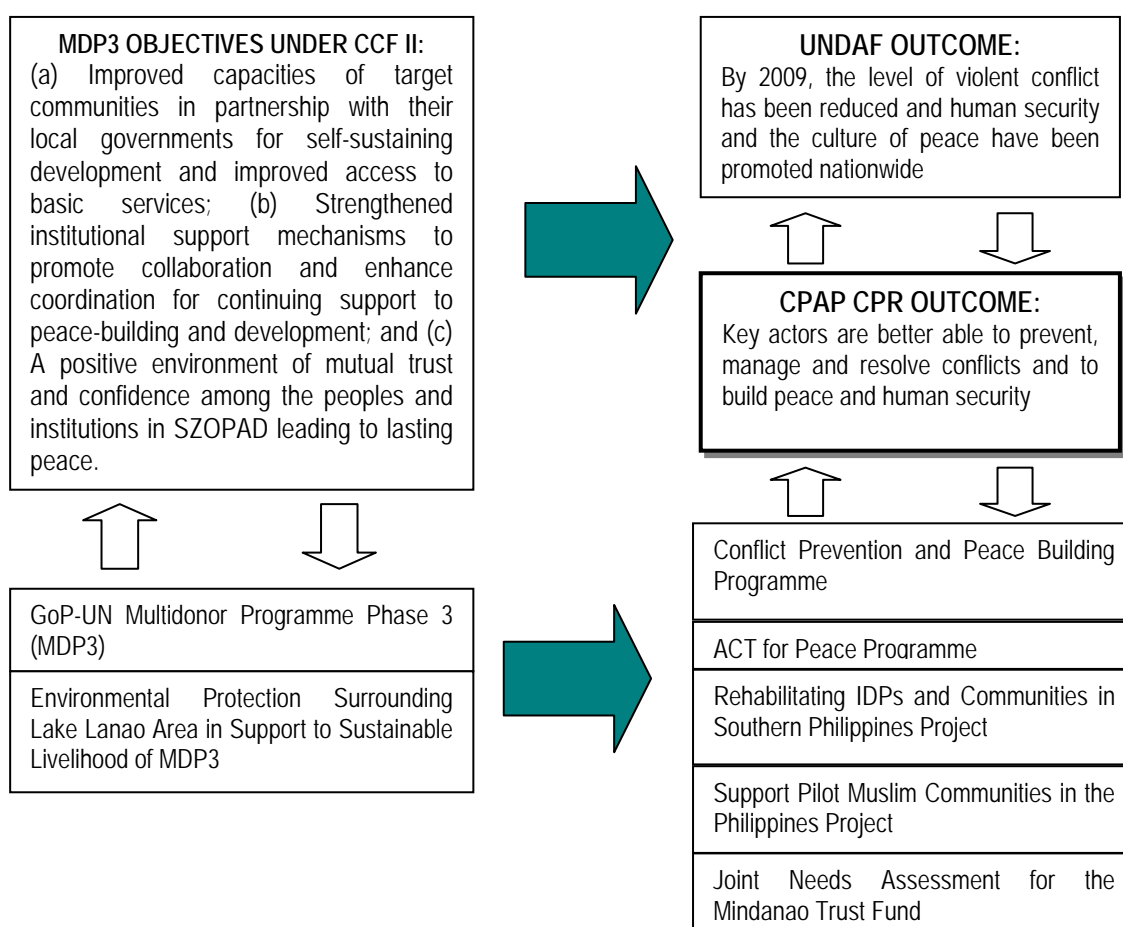 MDP3 OBJECTIVES UNDER CCF II:
(a) Improved capacities of target
communities in partnership with their
local governments for self-sustaining
development and improved access to
basic services; (b) Strengthened
institutional support mechanisms to
promote collaboration and enhance
coordination for continuing support to
peace-building and development; and (c)
A positive environment of mutual trust
and confidence among the peoples and
institutions in SZOPAD leading to lasting
peace.
GoP-UN Multidonor Programme Phase 3
(MDP3)
Environmental Protection Surrounding
Lake Lanao Area in Support to Sustainable
Livelihood of MDP3
UNDAF OUTCOME:
By 2009, the level of violent conflict
has been reduced and human security
and the culture of peace have been
promoted nationwide
CPAP CPR OUTCOME:
Key actors are better able to prevent,
manage and resolve conflicts and to
build peace and human security
Conflict Prevention and Peace Building
Programme
ACT for Peace Programme
Rehabilitating IDPs and Communities in
Southern Philippines Project
Support Pilot Muslim Communities in the
Philippines Project
Joint Needs Assessment for the
Mindanao Trust Fund